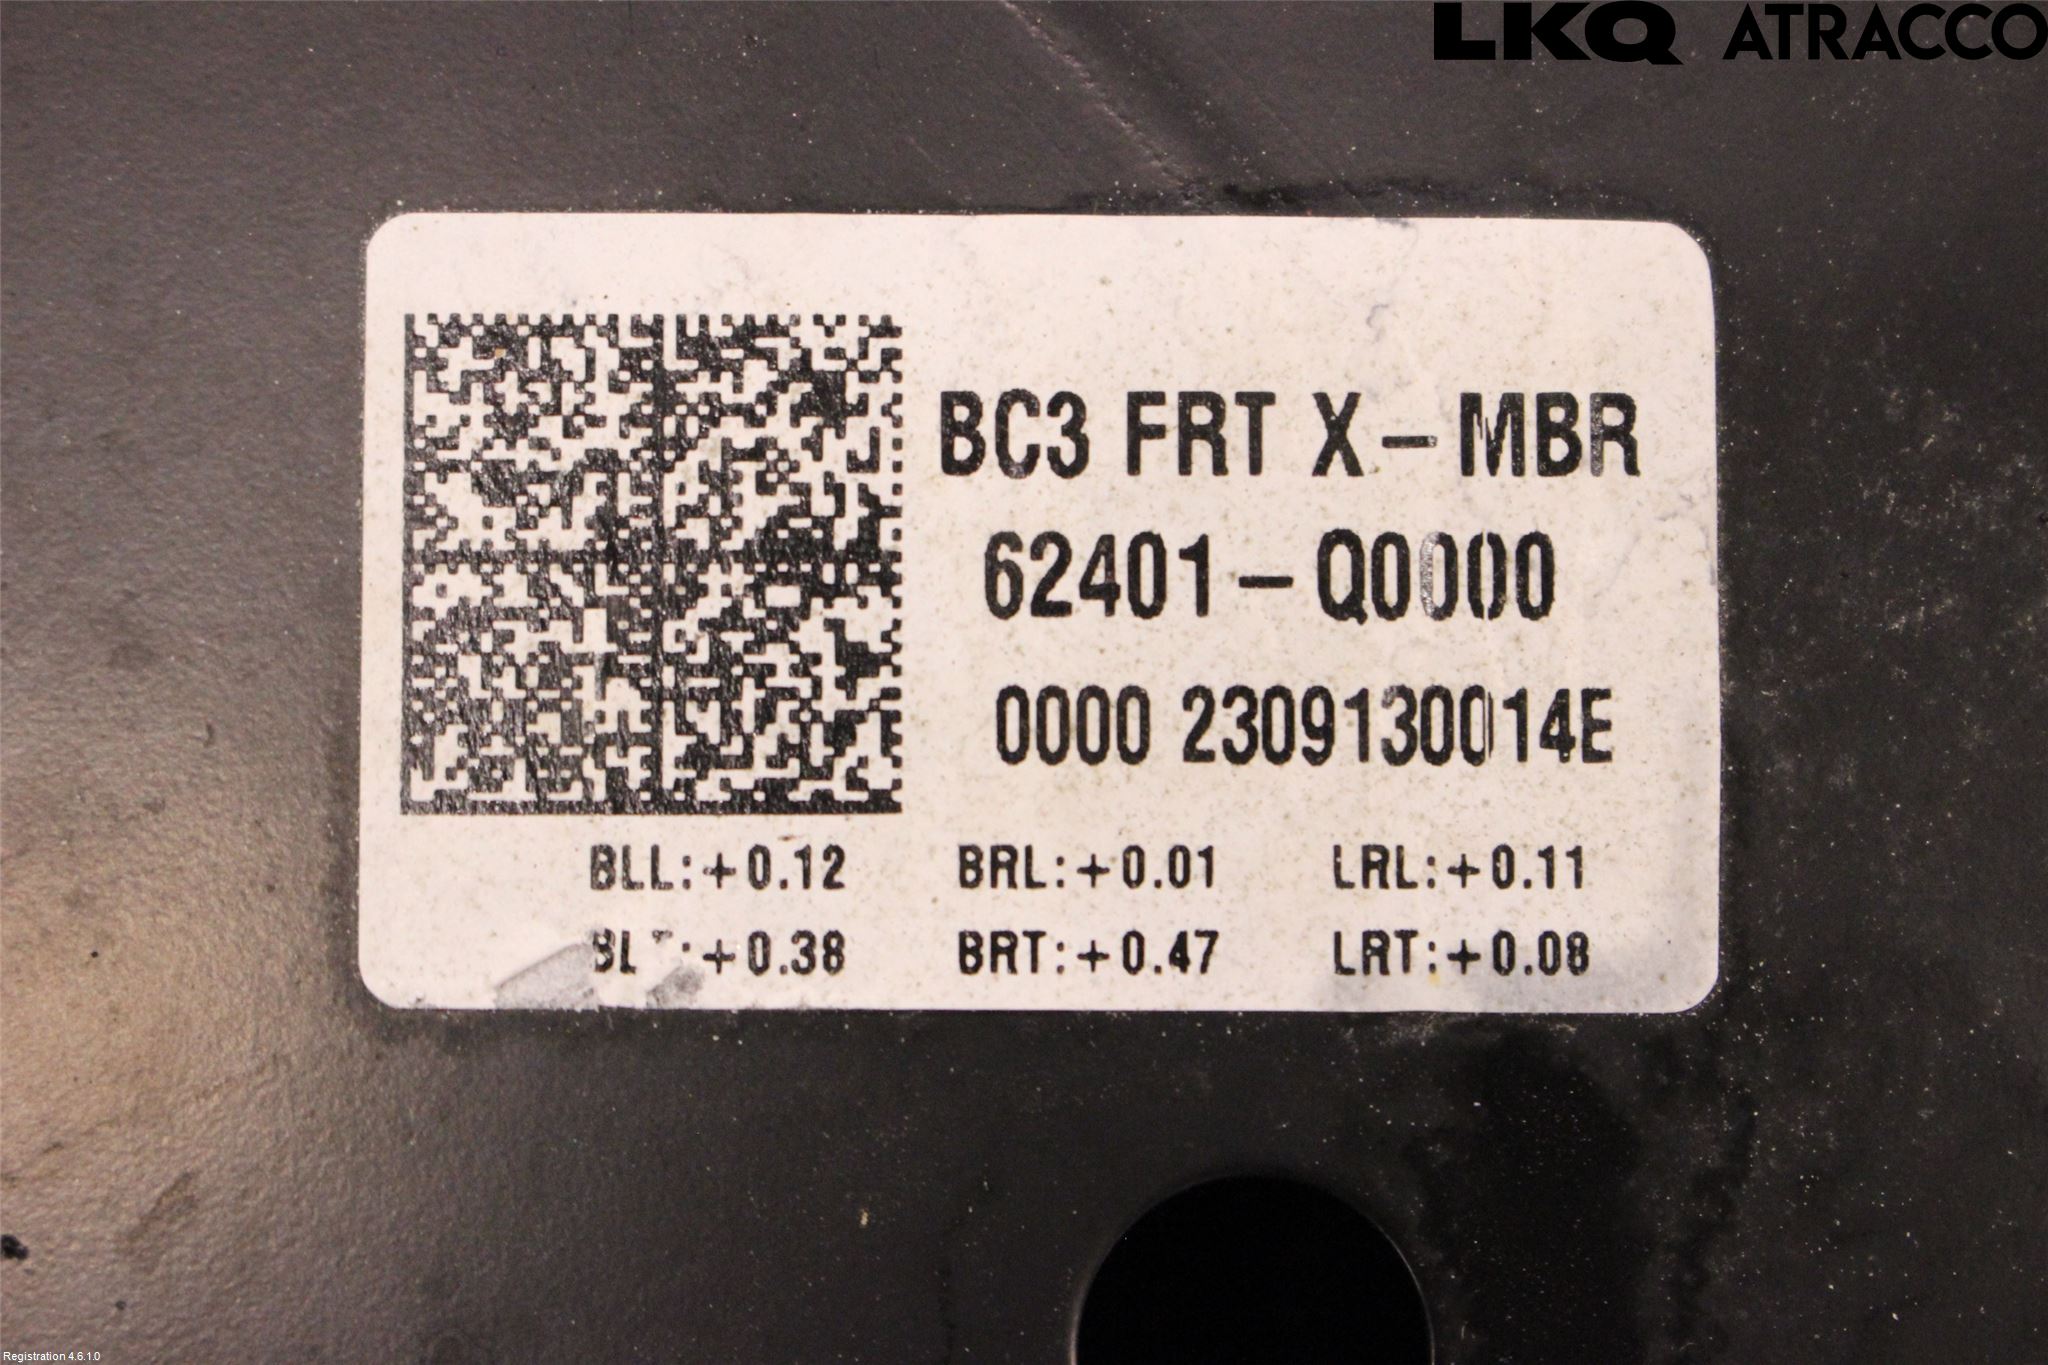 LKQ ATRACCO
BC3 FRT X-MBR
62401-Q0000
0000 2309130014E
BLL:+0.12 BRL:+0.01 LRL:+0.11
BLT:+0.38 BRT:+0.47 LRT:+0.08
Registration 4.6.1.0